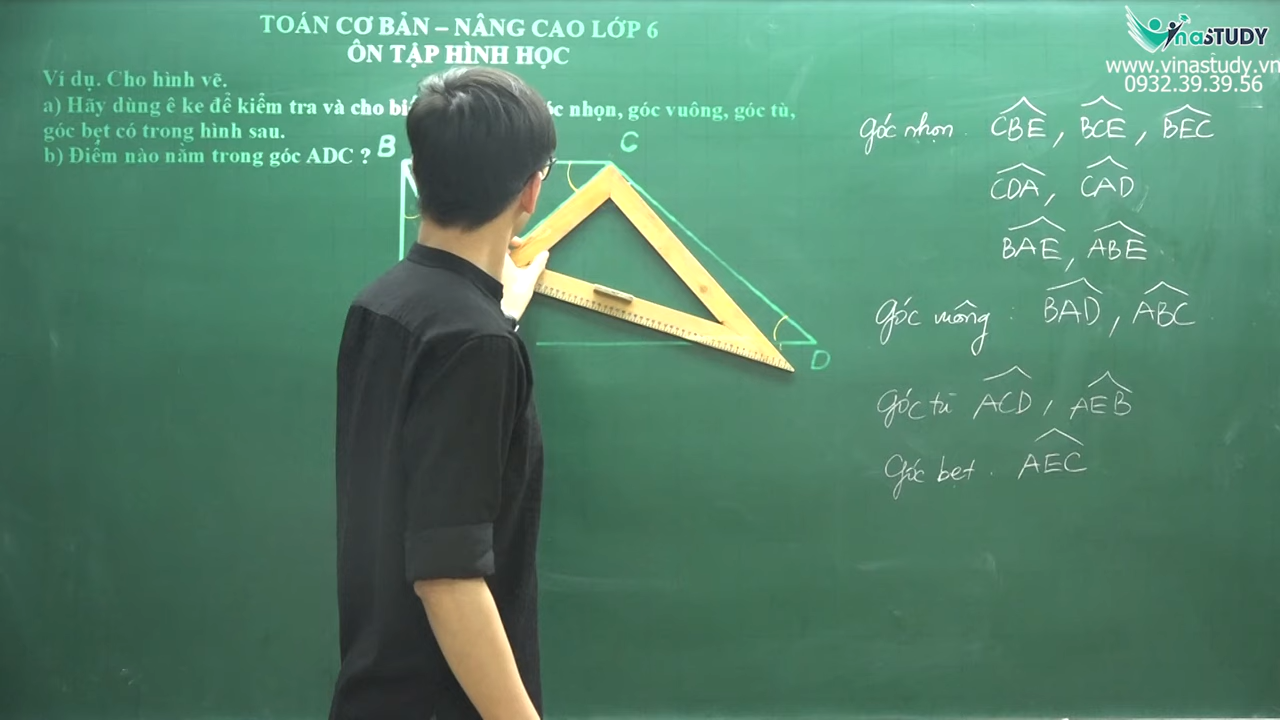 TOÁN CƠ BẢN – NÂNG CAO LỚP 6
ÔN TẬP HÌNH HỌC
Ví dụ. Cho hình vẽ.
a) Hãy dùng ê ke để kiểm tra và cho nhọn, góc vuông, góc tù,
góc bẹt có trong hình sau.
b) Điểm nào nằm trong góc ADC ?
B
C
D
góc nhọn. CBE, BCE, BEC
CDA, CAD
BAE, ABE
góc vuông: BAD, ABC
góc tù ACD, AEB
góc bẹt. AEC
VinaSTUDY
www.vinastudy.vn
0932.39.39.56